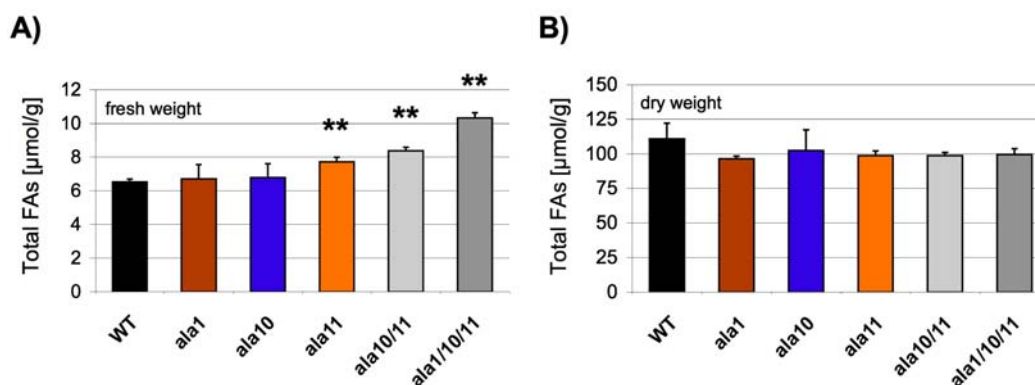 A)
Total FAs [µmol/g]
12
10
8
6
4
2
0
fresh weight
**
**
**
WT
ala1
ala10
ala11
ala10/11
ala1/10/11
B)
Total FAs [µmol/g]
150
125
100
75
50
25
0
dry weight
WT
ala1
ala10
ala11
ala10/11
ala1/10/11